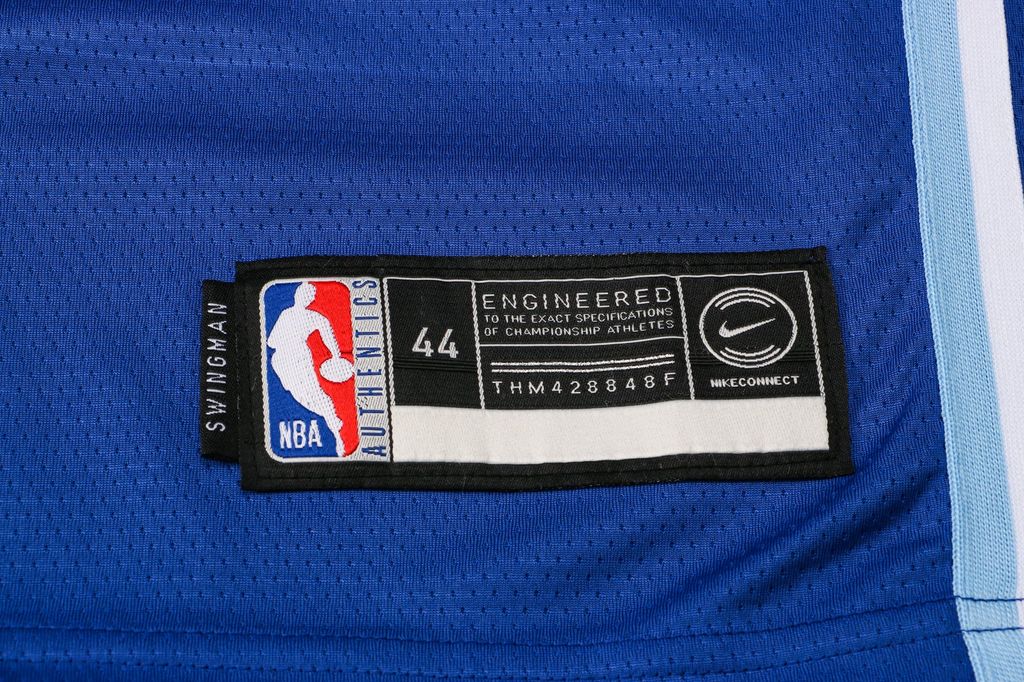 SWINGMAN
NBA
AUTHENTICS
44
ENGINEERED
TO THE EXACT SPECIFICATIONS
OF CHAMPIONSHIP ATHLETES
THM428848F
NIKECONNECT